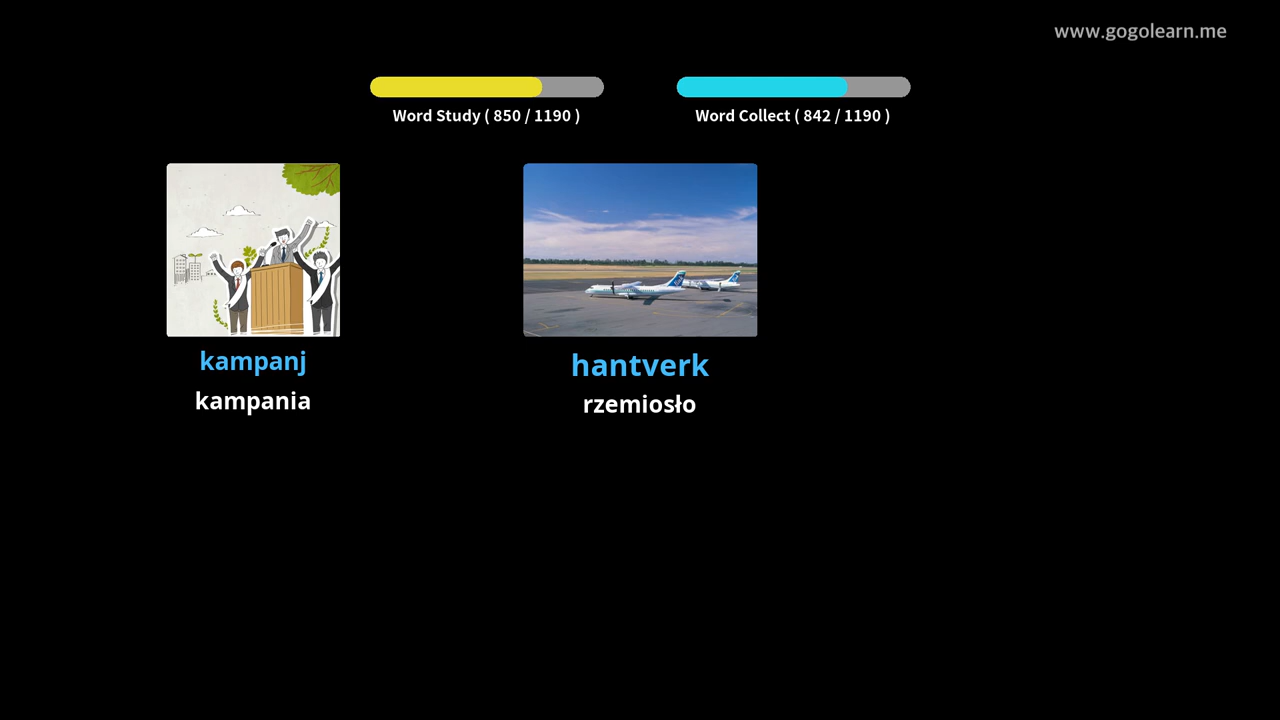 www.gogolearn.me
Word Study ( 850 / 1190 )
Word Collect ( 842 / 1190 )
kampanj
kampania
hantverk
rzemiosło